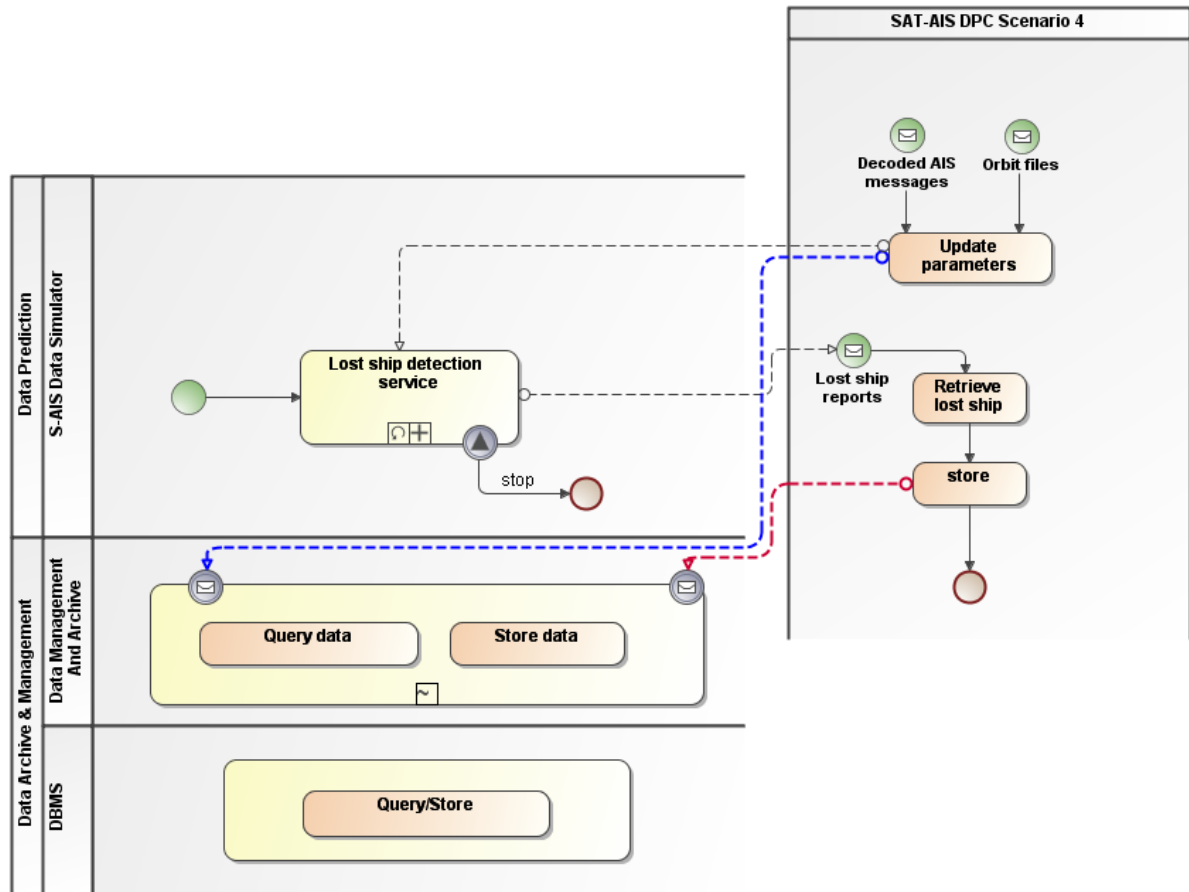 SAT-AIS DPC Scenario 4
Decoded AIS
messages
Orbit files
Update
parameters
Data Prediction
S-AIS Data Simulator
Lost ship detection
service
stop
Lost ship
reports
Retrieve
lost ship
store
Data Archive & Management
Data Management
And Archive
Query data
Store data
~
DBMS
Query/Store